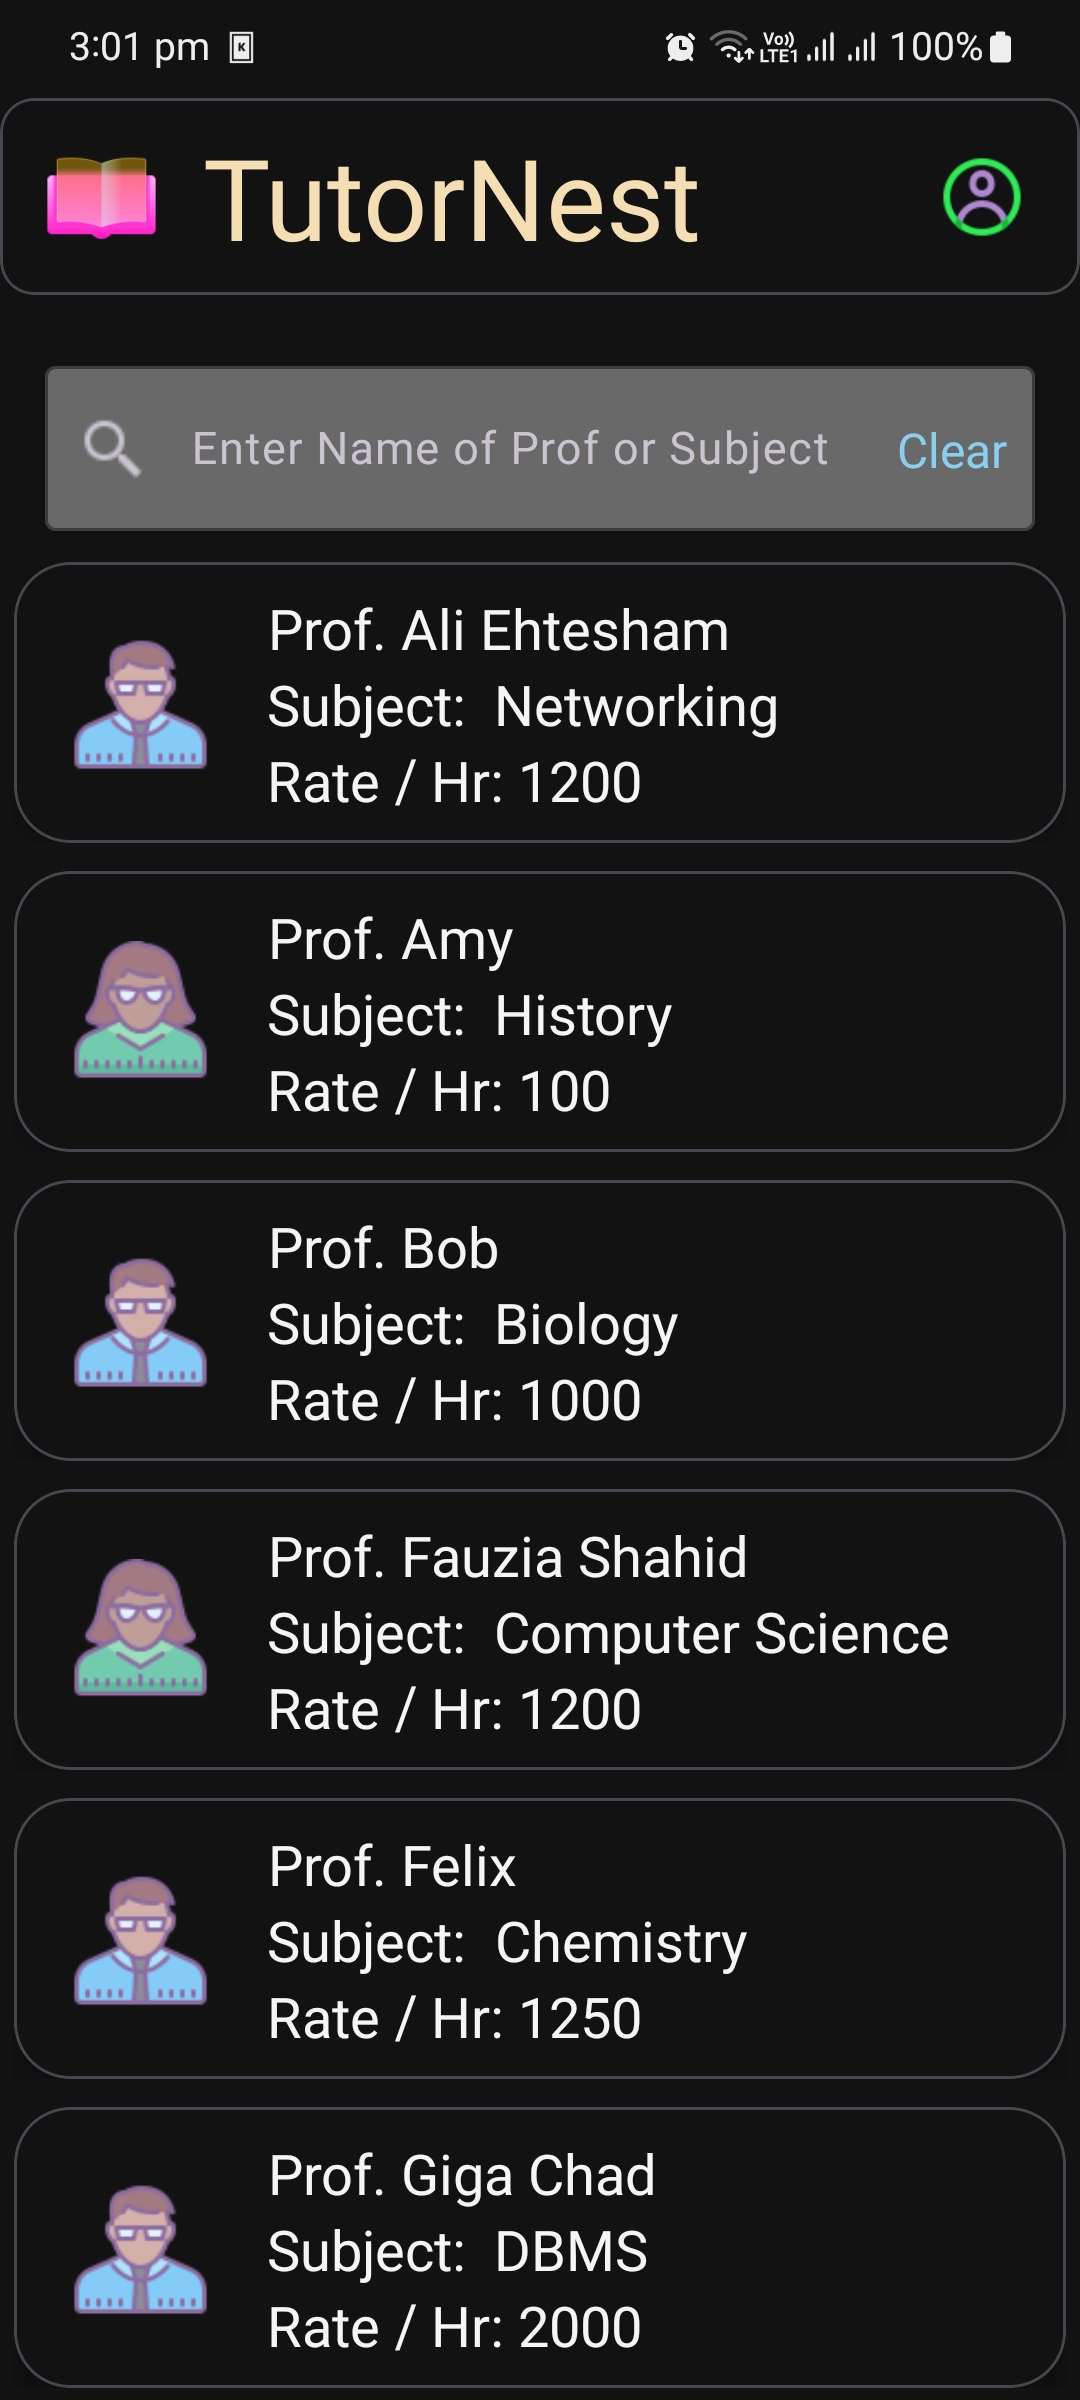 3:01 pm K Vo)) LTE1 100%
TutorNest
Enter Name of Prof or Subject Clear
Prof. Ali Ehtesham
Subject: Networking
Rate / Hr: 1200
Prof. Amy
Subject: History
Rate / Hr: 100
Prof. Bob
Subject: Biology
Rate / Hr: 1000
Prof. Fauzia Shahid
Subject: Computer Science
Rate / Hr: 1200
Prof. Felix
Subject: Chemistry
Rate / Hr: 1250
Prof. Giga Chad
Subject: DBMS
Rate / Hr: 2000